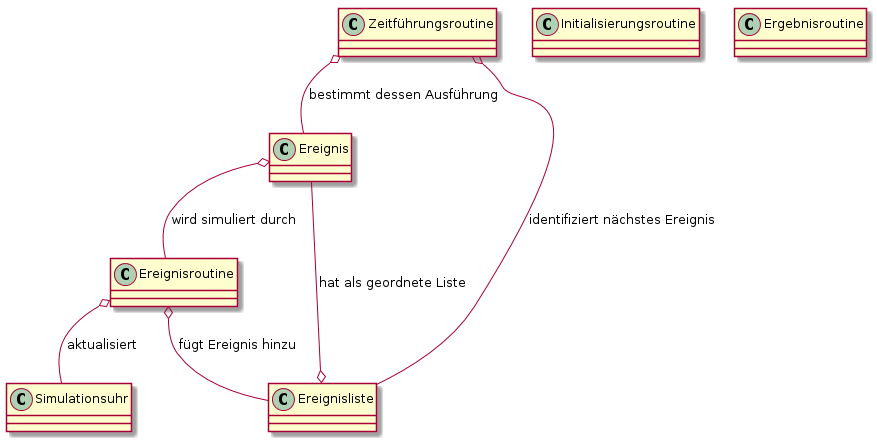 C Zeitführungsroutine
C Initialisierungsroutine
C Ergebnisroutine
bestimmt dessen Ausführung
C Ereignis
wird simuliert durch
identifiziert nächstes Ereignis
C Ereignisroutine
hat als geordnete Liste
aktualisiert
fügt Ereignis hinzu
C Simulationsuhr
C Ereignisliste